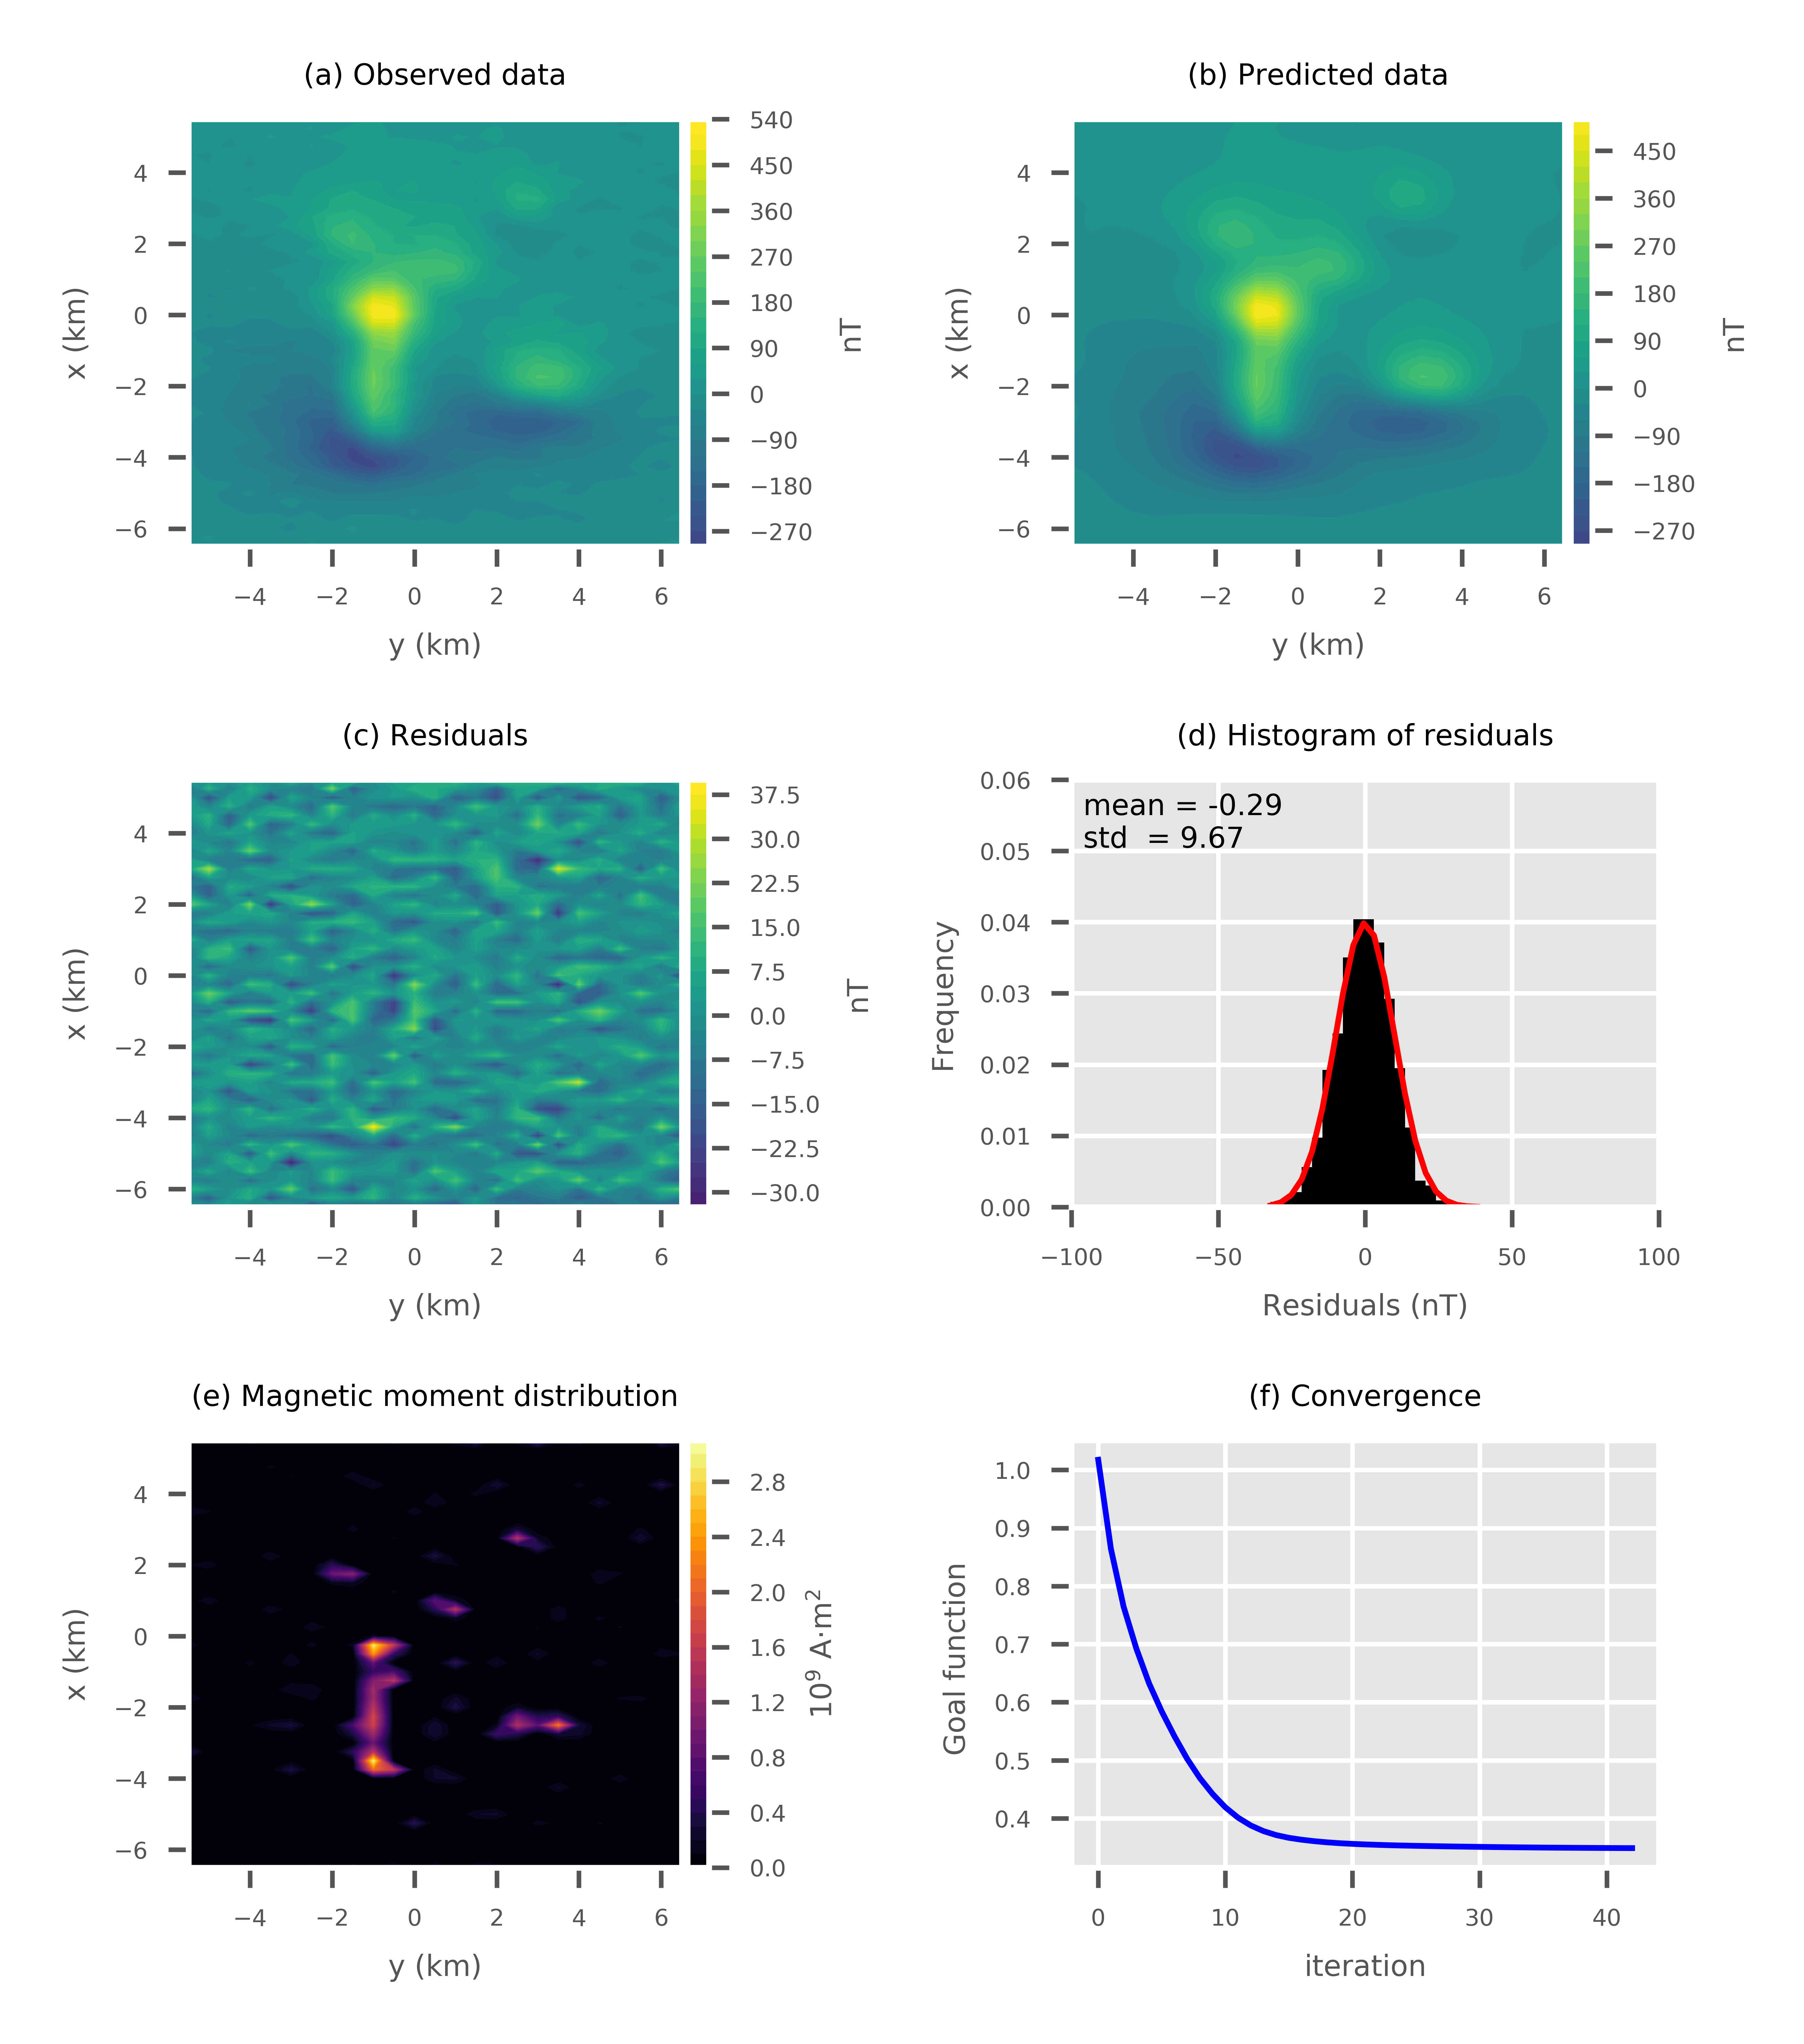 (a) Observed data
540
450
360
270
180
90
0
−90
−180
−270
nT
4
2
0
−2
−4
−6
x (km)
−4 −2 0 2 4 6
y (km)
(b) Predicted data
450
360
270
180
90
0
−90
−180
−270
nT
4
2
0
−2
−4
−6
x (km)
−4 −2 0 2 4 6
y (km)
(c) Residuals
37.5
30.0
22.5
15.0
7.5
0.0
−7.5
−15.0
−22.5
−30.0
nT
4
2
0
−2
−4
−6
x (km)
−4 −2 0 2 4 6
y (km)
(d) Histogram of residuals
mean = -0.29
std = 9.67
0.06
0.05
0.04
0.03
0.02
0.01
0.00
Frequency
−100 −50 0 50 100
Residuals (nT)
(e) Magnetic moment distribution
2.8
2.4
2.0
1.6
1.2
0.8
0.4
0.0
10⁹ A·m²
4
2
0
−2
−4
−6
x (km)
−4 −2 0 2 4 6
y (km)
(f) Convergence
1.0
0.9
0.8
0.7
0.6
0.5
0.4
Goal function
0 10 20 30 40
iteration